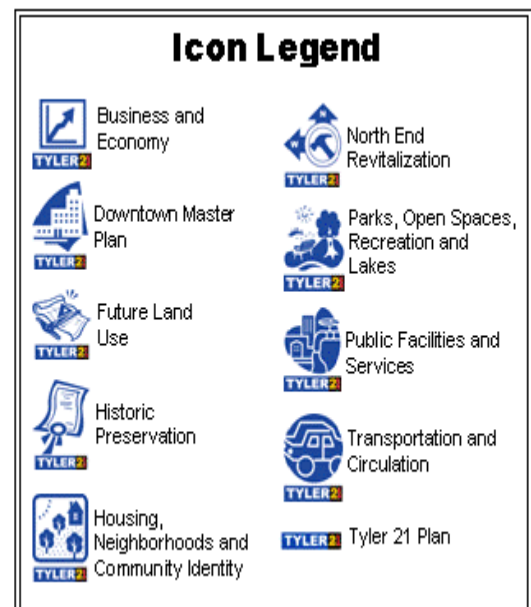 Icon Legend
Business and
Economy
TYLER21
Downtown Master
Plan
TYLER21
Future Land
Use
TYLER21
Historic
Preservation
TYLER21
Housing,
Neighborhoods and
Community Identity
TYLER21
N
W
North End
Revitalization
TYLER21
Parks, Open Spaces,
Recreation and
Lakes
TYLER21
Public Facilities and
Services
TYLER21
Transportation and
Circulation
TYLER21
TYLER21 Tyler 21 Plan